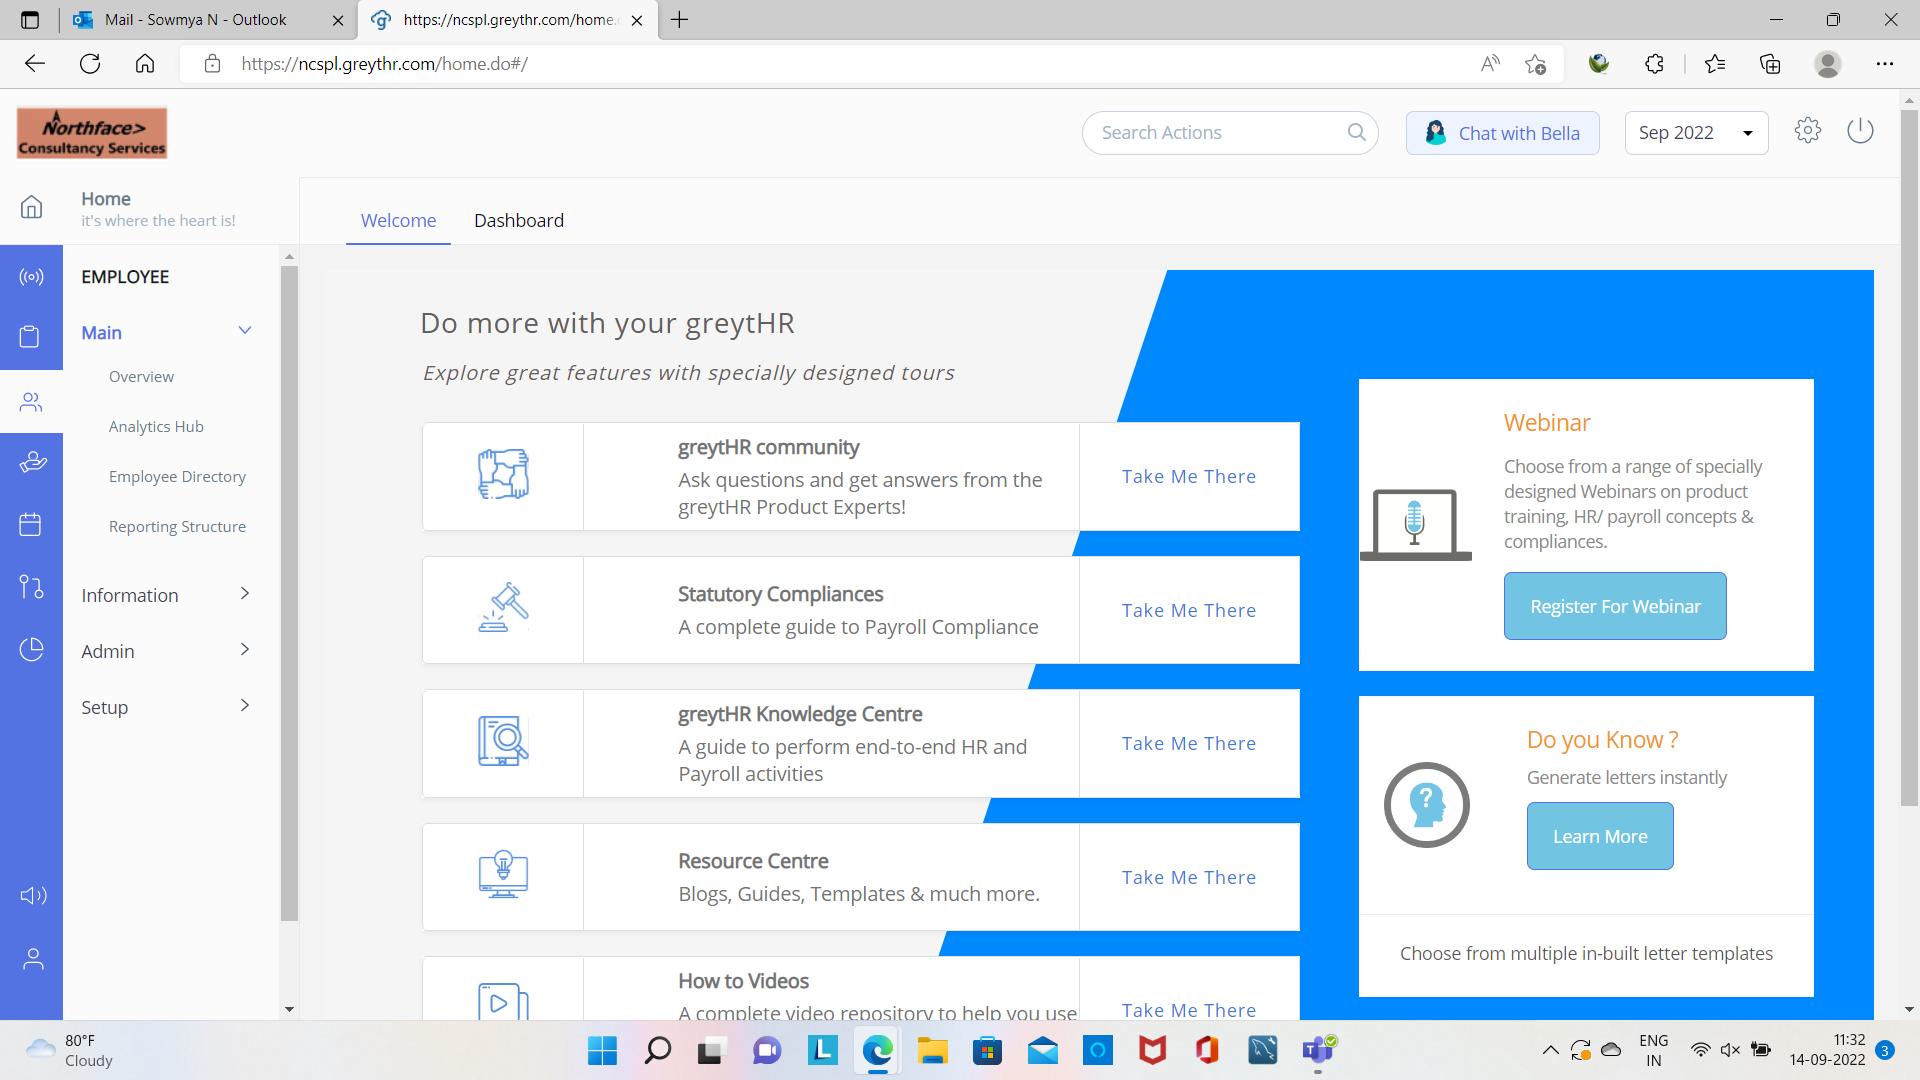 Mail - Sowmya N - Outlook
https://ncspl.greythr.com/home.
https://ncspl.greythr.com/home.do#/
Northface>
Consultancy Services
Search Actions
Chat with Bella
Sep 2022
Home
it's where the heart is!
Welcome
Dashboard
EMPLOYEE
Main
Overview
Analytics Hub
Employee Directory
Reporting Structure
Information
Admin
Setup
Do more with your greytHR
Explore great features with specially designed tours
greytHR community
Ask questions and get answers from the
greytHR Product Experts!
Take Me There
Statutory Compliances
A complete guide to Payroll Compliance
Take Me There
greytHR Knowledge Centre
A guide to perform end-to-end HR and
Payroll activities
Take Me There
Resource Centre
Blogs, Guides, Templates & much more.
Take Me There
How to Videos
A complete video repository to help you use
Take Me There
Webinar
Choose from a range of specially
designed Webinars on product
training, HR/ payroll concepts &
compliances.
Register For Webinar
Do you Know ?
Generate letters instantly
Learn More
Choose from multiple in-built letter templates
80°F
Cloudy
ENG
IN
11:32
14-09-2022
3